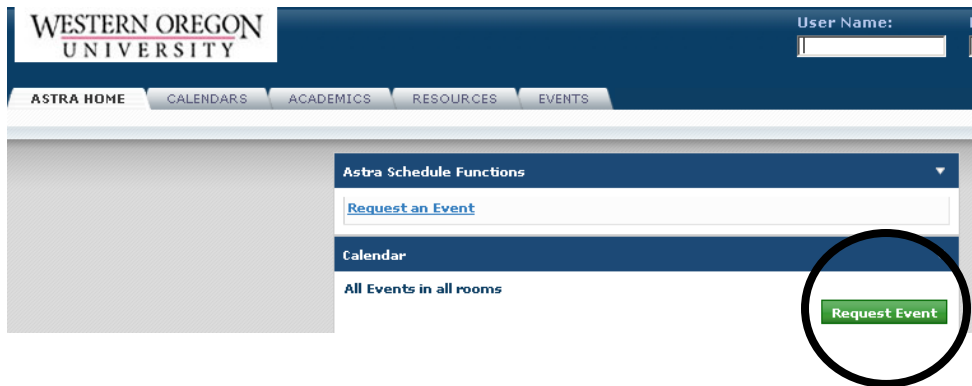 WESTERN OREGON
UNIVERSITY
User Name:
ASTRA HOME CALENDARS ACADEMICS RESOURCES EVENTS
Astra Schedule Functions
Request an Event
Calendar
All Events in all rooms
Request Event